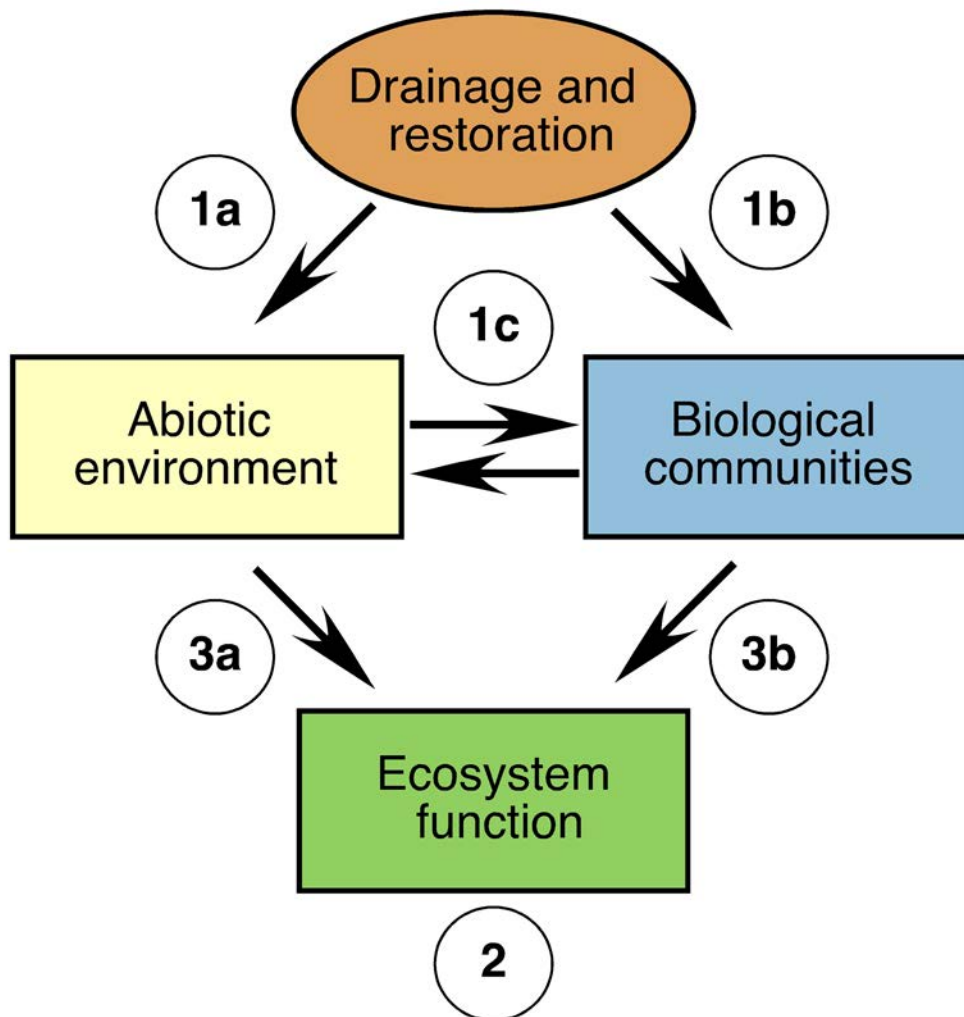 Drainage and
restoration
1a
1b
1c
Abiotic
environment
Biological
communities
3a
3b
Ecosystem
function
2